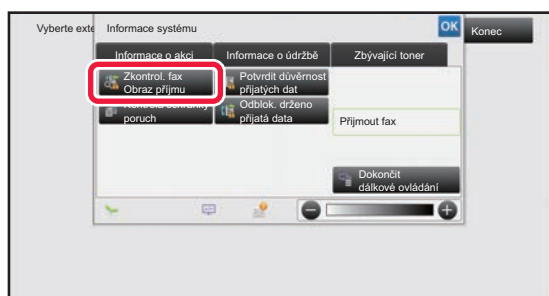 Vyberte exte
Informace systému
OK
Konec
Informace o akci
Informace o údržbě
Zbývající toner
Zkontrol. fax
Obraz příjmu
Potvrdit důvěrnost
přijatých dat
poruch
Odblok. drženo
přijatá data
Přijmout fax
Dokončit
dálkové ovládání